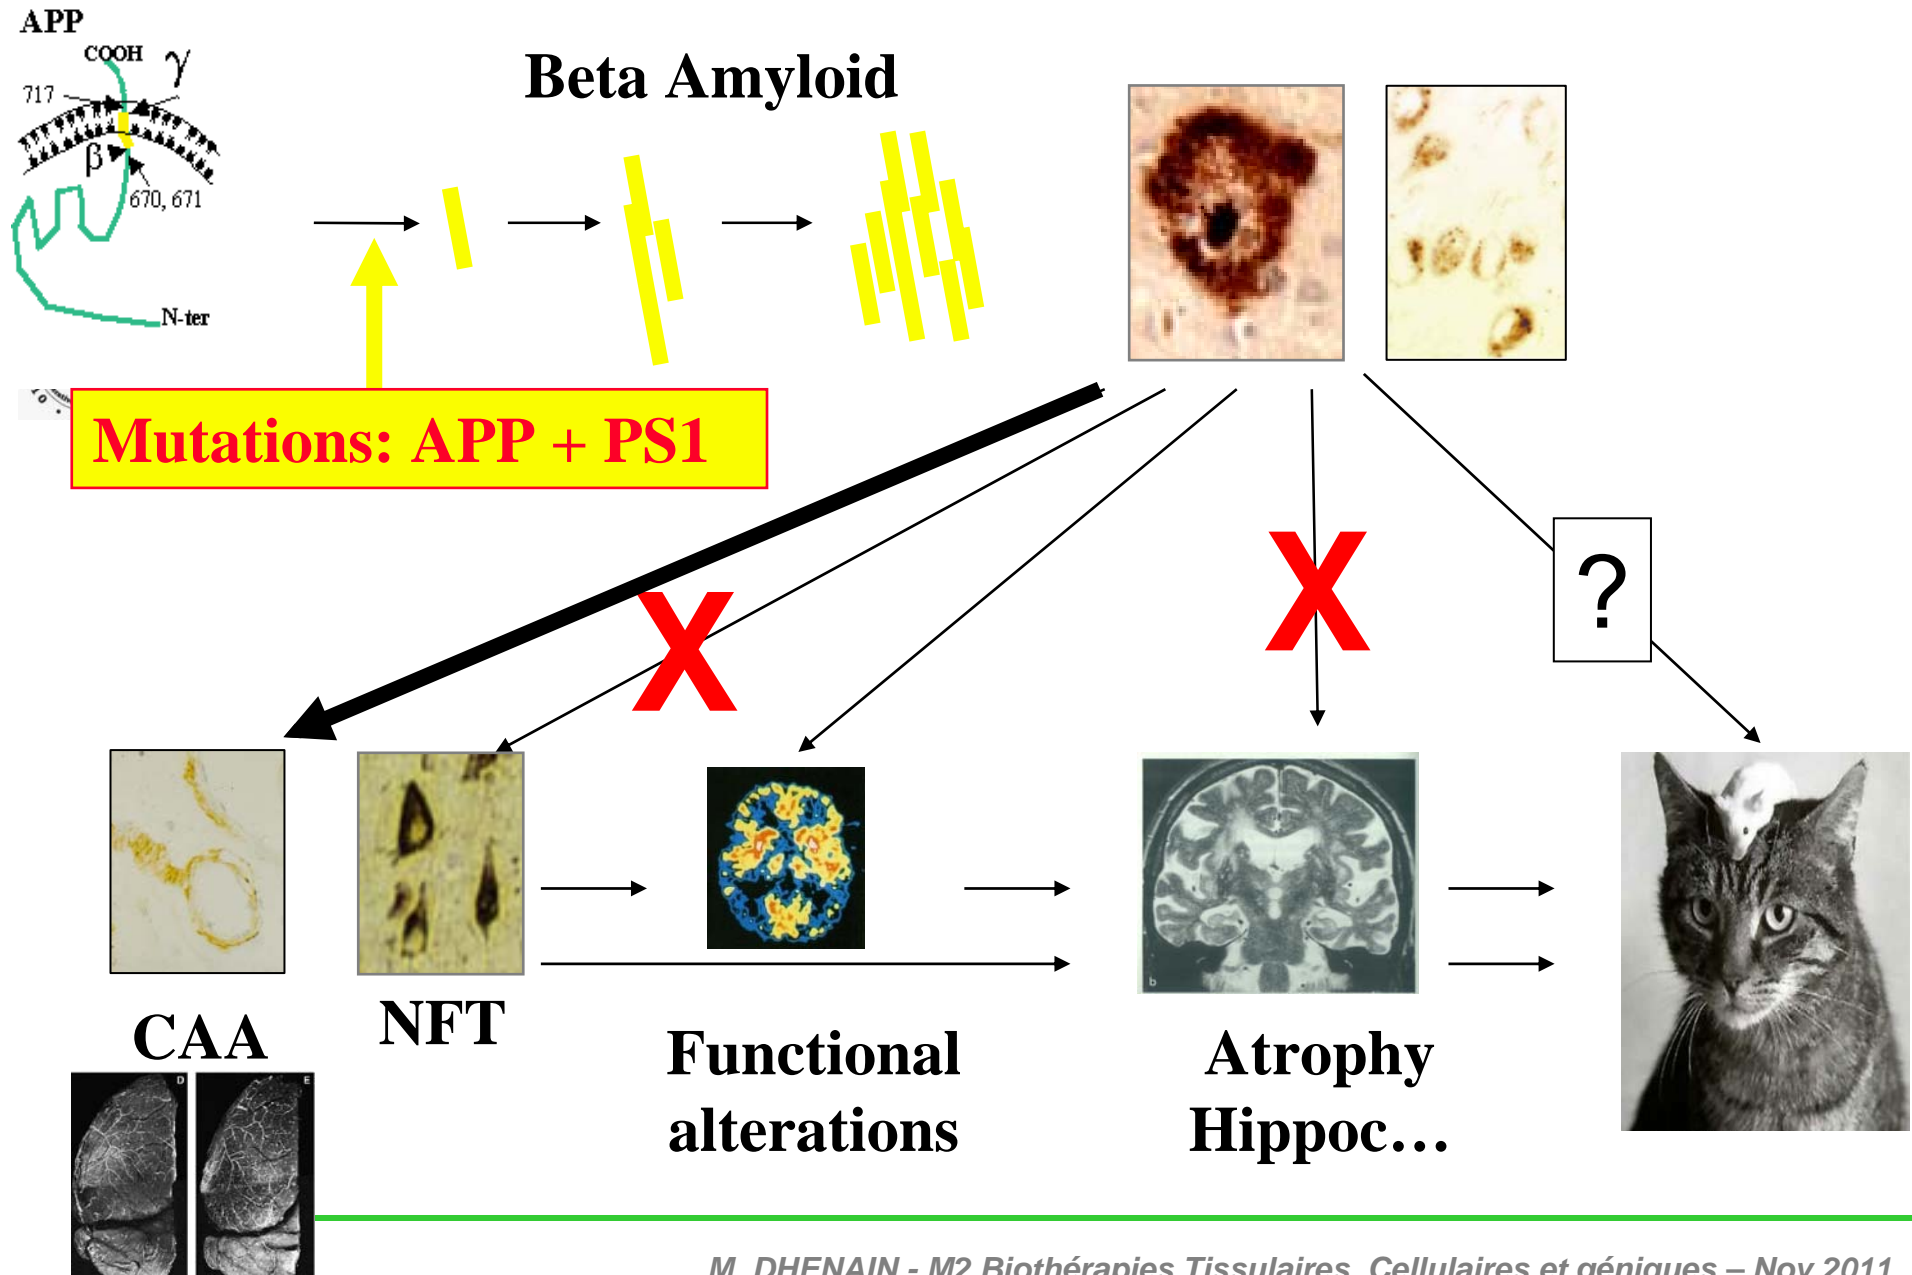 APP
COOH
γ
717
β
670, 671
N-ter
Beta Amyloid
Mutations: APP + PS1
X
X
?
b
CAA
NFT
Functional
alterations
Atrophy
Hippoc…
D
E
M. DHENAIN - M2 Biothérapies Tissulaires, Cellulaires et géniques – Nov 2011